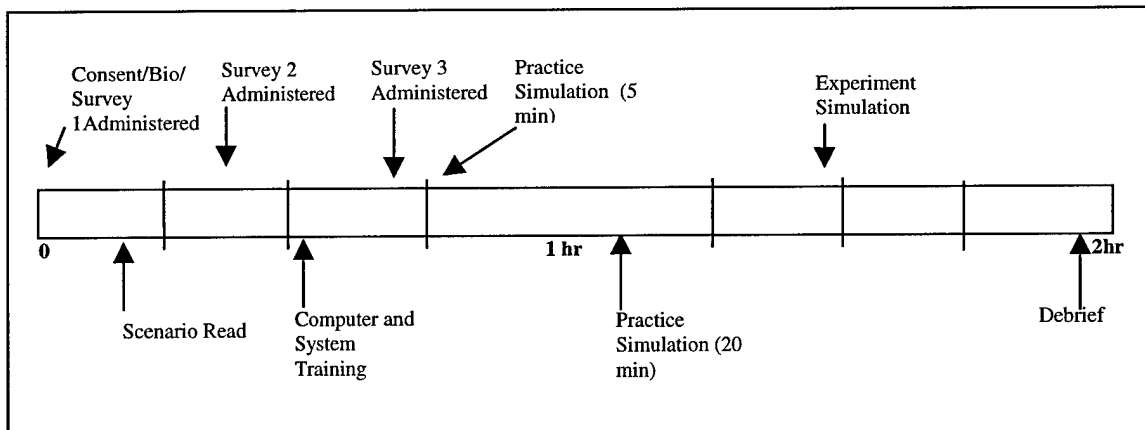 Consent/Bio/
Survey
1Administered
Survey 2
Administered
Survey 3
Administered
Practice
Simulation (5
min)
Experiment
Simulation
0
1 hr
2hr
Scenario Read
Computer and
System
Training
Practice
Simulation (20
min)
Debrief